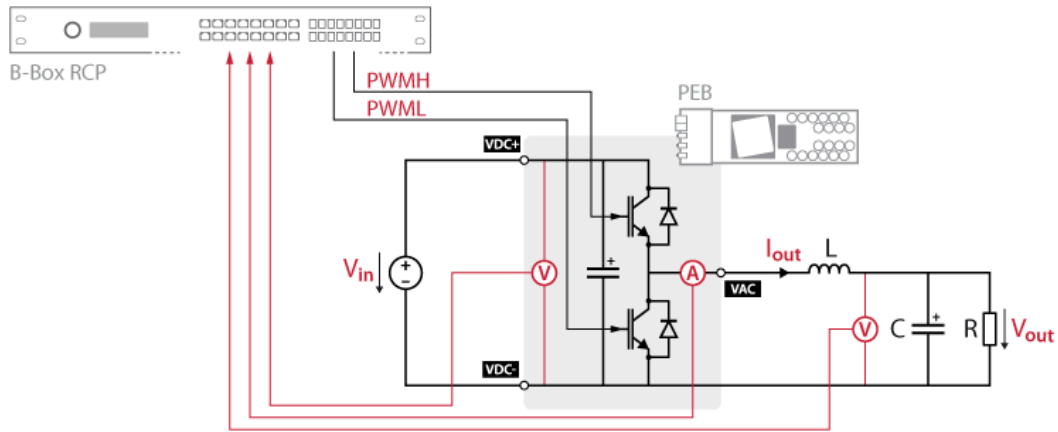 B-Box RCP
PWMH
PWML
PEB
VDC+
Vin
+
−
V
+
A
VAC
Iout
L
V
C
+
R
Vout
VDC-